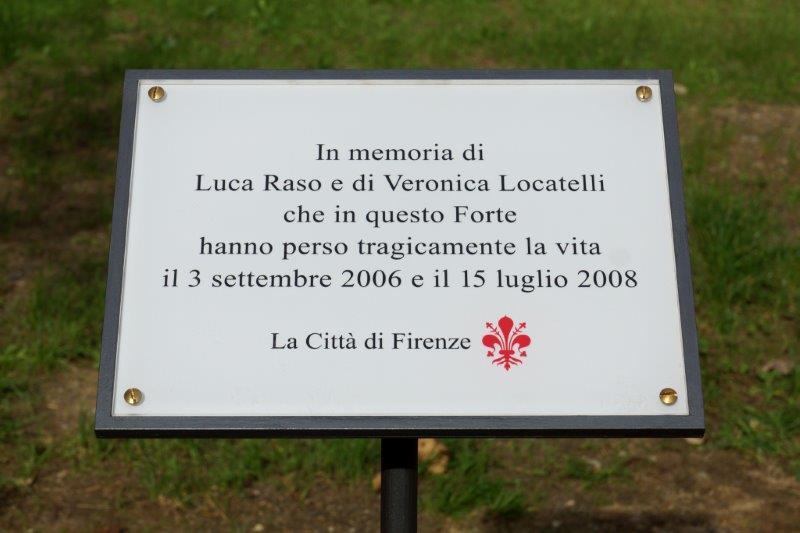 In memoria di
Luca Raso e di Veronica Locatelli
che in questo Forte
hanno perso tragicamente la vita
il 3 settembre 2006 e il 15 luglio 2008
La Città di Firenze